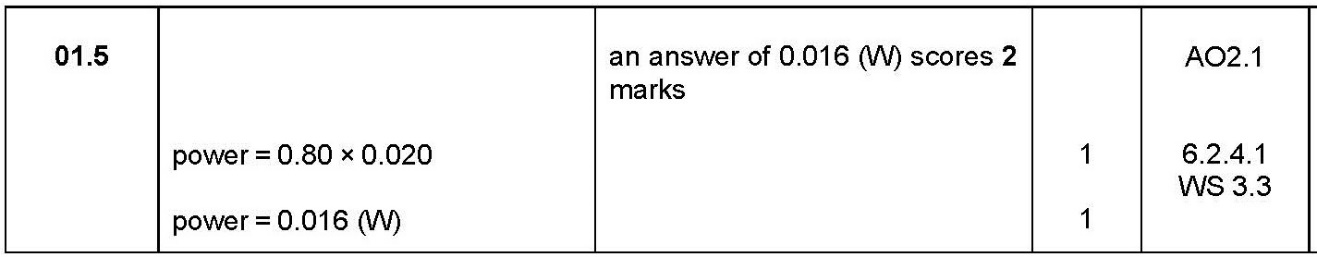 01.5
an answer of 0.016 (W) scores 2
marks
AO2.1
power = 0.80 × 0.020
1
6.2.4.1
WS 3.3
power = 0.016 (W)
1